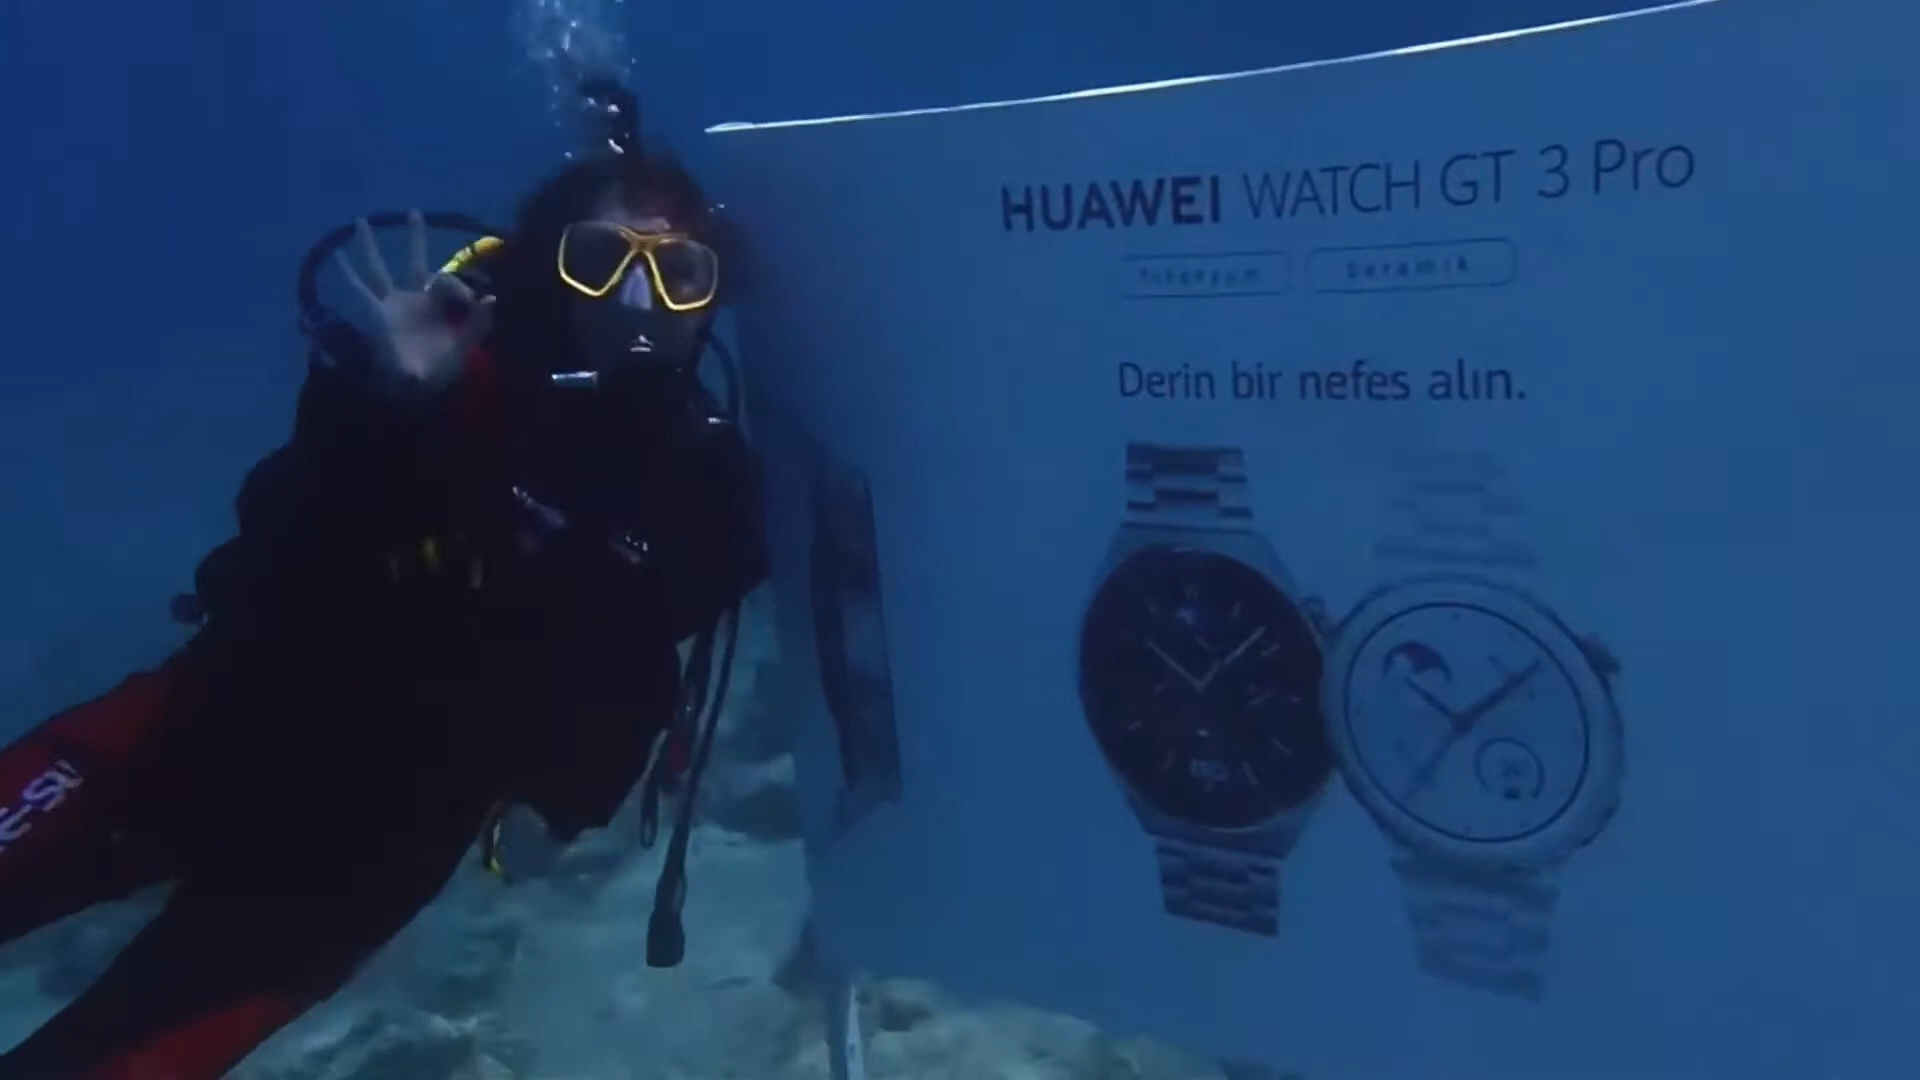 HUAWEI WATCH GT 3 Pro
Titanyum Seramik
Derin bir nefes alın.